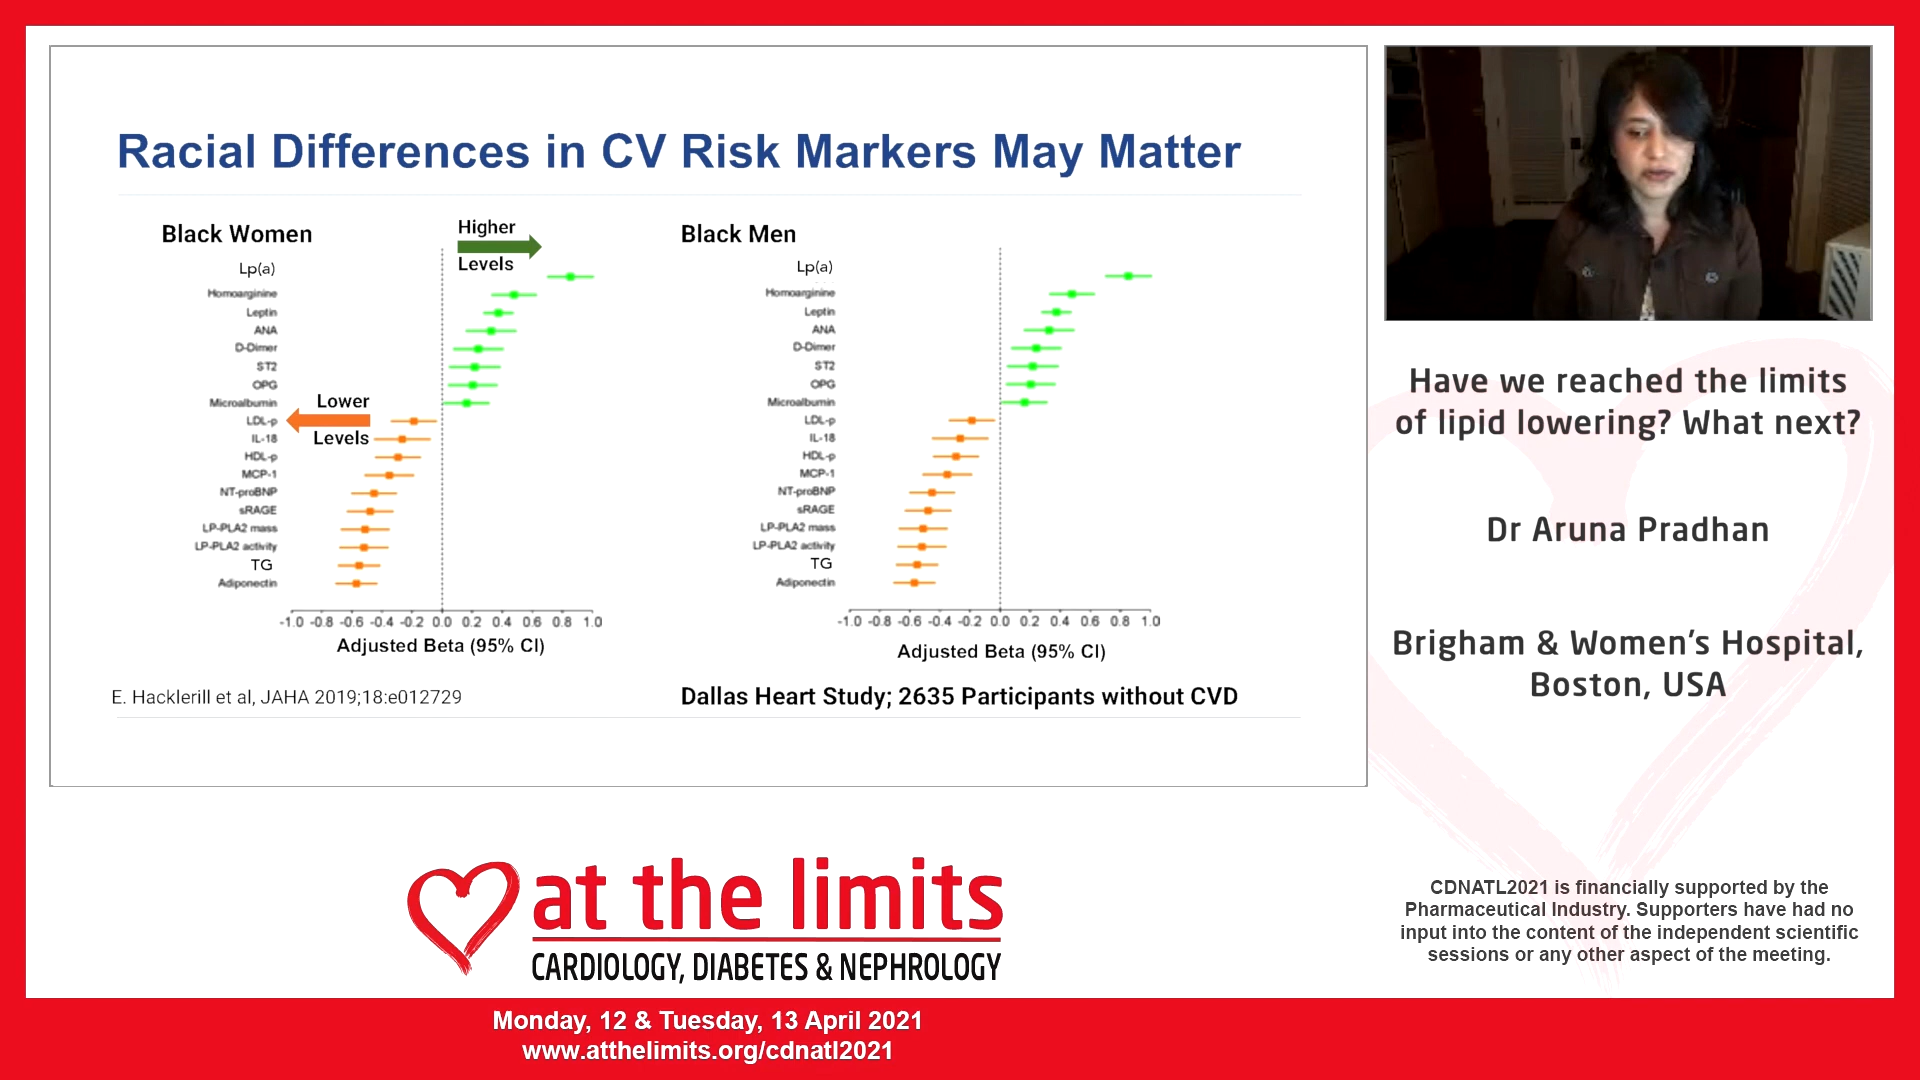 Racial Differences in CV Risk Markers May Matter
Black Women
Higher
Levels
Lp(a)
Homoarginine
Leptin
ANA
D-Dimer
ST2
OPG
Microalbumin
LDL-p
IL-18
HDL-p
MCP-1
NT-proBNP
sRAGE
LP-PLA2 mass
LP-PLA2 activity
TG
Adiponectin
Lower
Levels
-1.0 -0.8 -0.6 -0.4 -0.2 0.0 0.2 0.4 0.6 0.8 1.0
Adjusted Beta (95% CI)
Black Men
Lp(a)
Homoarginine
Leptin
ANA
D-Dimer
ST2
OPG
Microalbumin
LDL-p
IL-18
HDL-p
MCP-1
NT-proBNP
sRAGE
LP-PLA2 mass
LP-PLA2 activity
TG
Adiponectin
-1.0 -0.8 -0.6 -0.4 -0.2 0.0 0.2 0.4 0.6 0.8 1.0
Adjusted Beta (95% CI)
E. Hacklerill et al, JAHA 2019;18:e012729
Dallas Heart Study; 2635 Participants without CVD
Have we reached the limits
of lipid lowering? What next?
Dr Aruna Pradhan
Brigham & Women's Hospital,
Boston, USA
CDNATL2021 is financially supported by the
Pharmaceutical Industry. Supporters have had no
input into the content of the independent scientific
sessions or any other aspect of the meeting.
at the limits
CARDIOLOGY, DIABETES & NEPHROLOGY
Monday, 12 & Tuesday, 13 April 2021
www.atthelimits.org/cdnatl2021